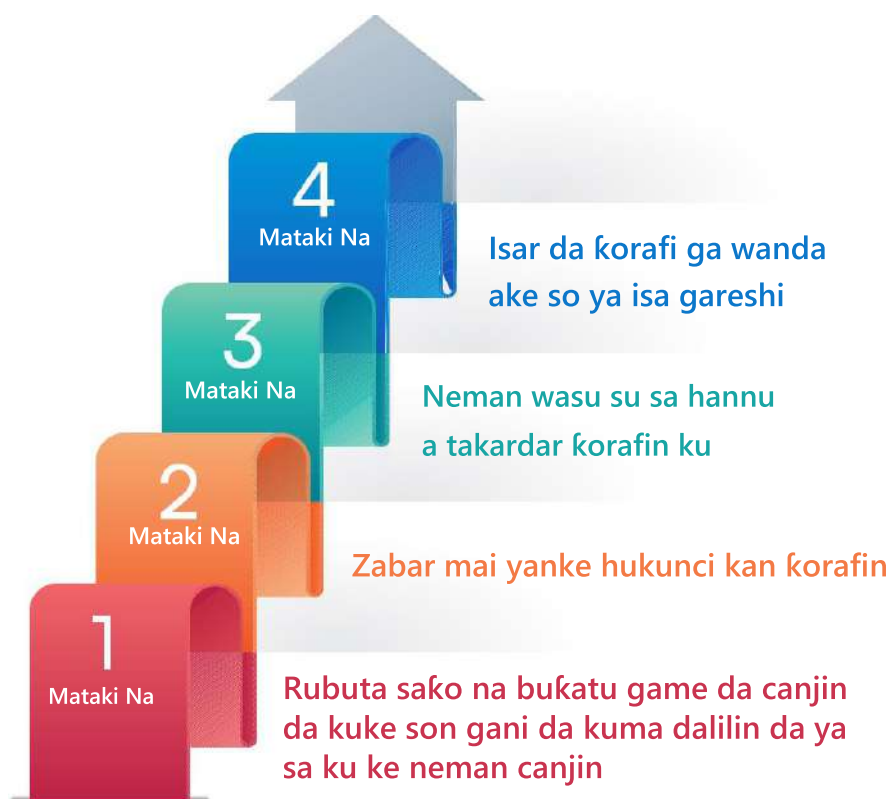 4
Mataki Na
Isar da ƙorafi ga wanda
ake so ya isa gareshi
3
Mataki Na
Neman wasu su sa hannu
a takardar ƙorafin ku
2
Mataki Na
Zabar mai yanke hukunci kan ƙorafin
1
Mataki Na
Rubuta saƙo na buƙatu game da canjin
da kuke son gani da kuma dalilin da ya
sa ku ke neman canjin